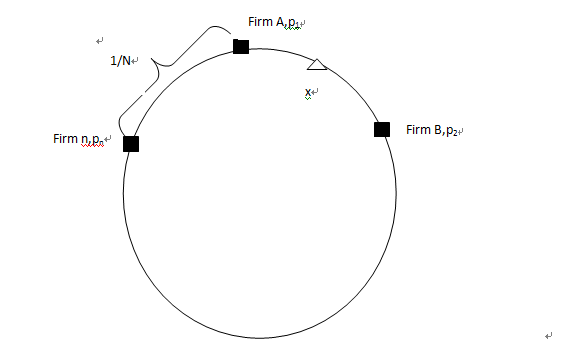 Firm A,p1
1/N
x
Firm n,pn
Firm B,p2